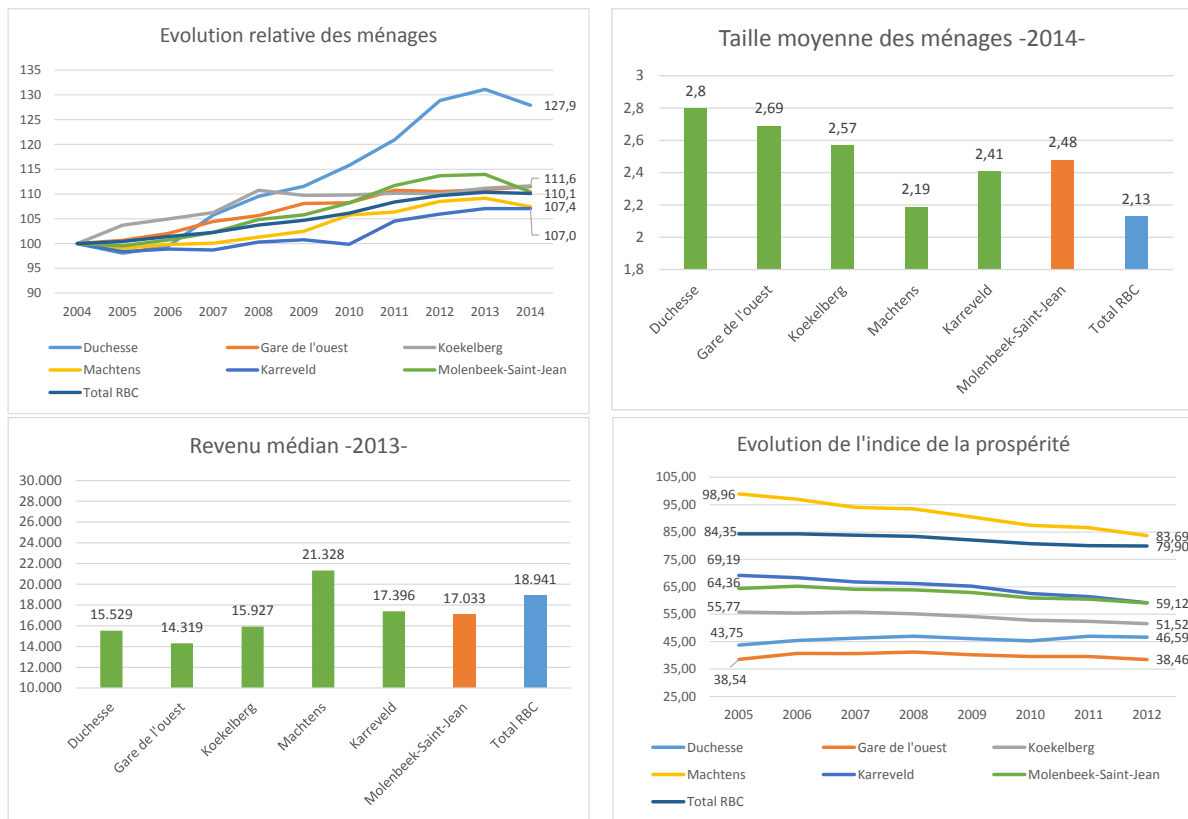 Evolution relative des ménages
135
130
125
120
115
110
105
100
95
90
127,9
111,6
110,1
107,4
107,0
2004 2005 2006 2007 2008 2009 2010 2011 2012 2013 2014
Duchesse Gare de l'ouest Koekelberg
Machtens Karreveld Molenbeek-Saint-Jean
Total RBC
Taille moyenne des ménages -2014-
3
2,8
2,6
2,4
2,2
2
1,8
2,8
2,69
2,57
2,19
2,41
2,48
2,13
Duchesse
Gare de l'ouest
Koekelberg
Machtens
Karreveld
Molenbeek-Saint-Jean
Total RBC
Revenu médian -2013-
30.000
28.000
26.000
24.000
22.000
20.000
18.000
16.000
14.000
12.000
10.000
15.529
14.319
15.927
21.328
17.396
17.033
18.941
Duchesse
Gare de l'ouest
Koekelberg
Machtens
Karreveld
Molenbeek-Saint-Jean
Total RBC
Evolution de l'indice de la prospérité
105,00
95,00
85,00
75,00
65,00
55,00
45,00
35,00
25,00
98,96
84,35
69,19
64,36
55,77
43,75
38,54
83,69
79,90
59,12
51,52
46,59
38,46
2005 2006 2007 2008 2009 2010 2011 2012
Duchesse Gare de l'ouest Koekelberg
Machtens Karreveld Molenbeek-Saint-Jean
Total RBC